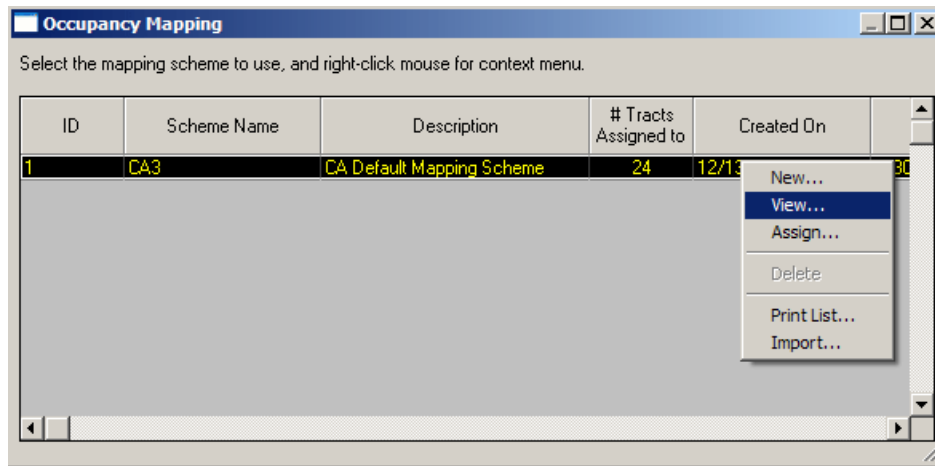 Occupancy Mapping
Select the mapping scheme to use, and right-click mouse for context menu.
ID Scheme Name Description # Tracts Assigned to Created On
1 CA3 CA Default Mapping Scheme 24 12/13
New...
View...
Assign...
Delete
Print List...
Import...